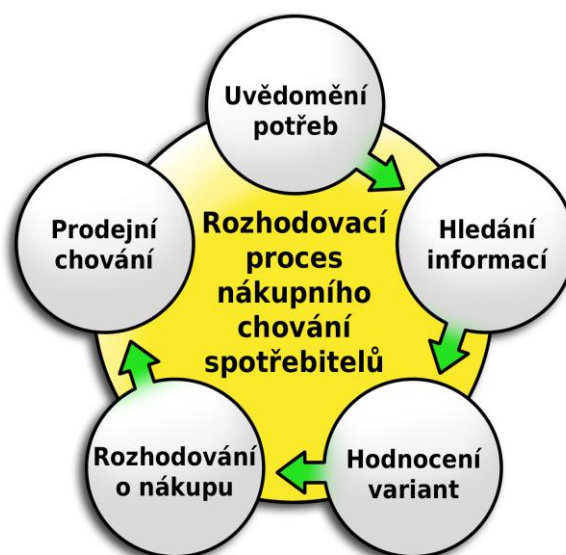 Uvědomění
potřeb
Hledání
informací
Hodnocení
variant
Rozhodování
o nákupu
Prodejní
chování
Rozhodovací
proces
nákupního
chování
spotřebitelů